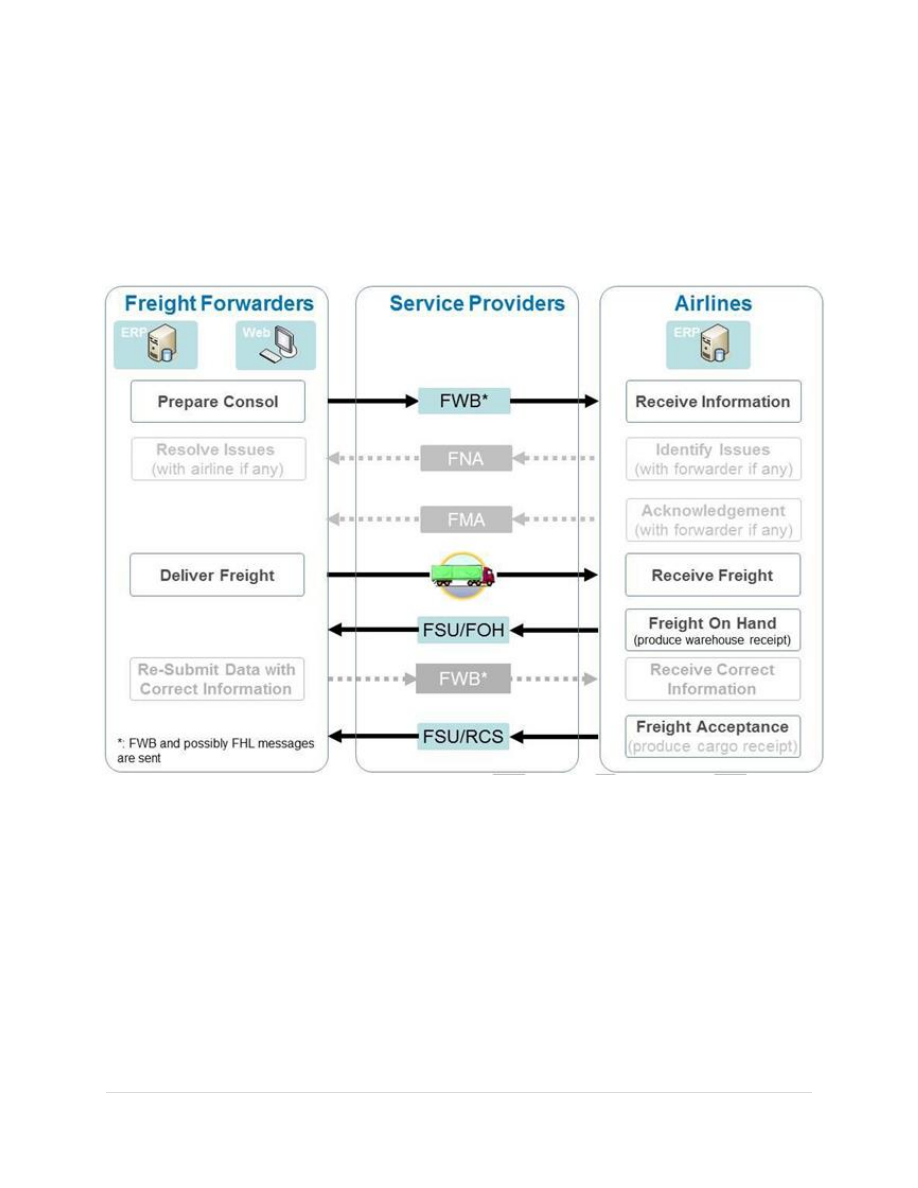 Freight Forwarders
Service Providers
Airlines
ERP
Web
ERP
Prepare Consol
FWB*
Receive Information
Resolve Issues
(with airline if any)
FNA
Identify Issues
(with forwarder if any)
FMA
Acknowledgement
(with forwarder if any)
Deliver Freight
Receive Freight
FSU/FOH
Freight On Hand
(produce warehouse receipt)
Re-Submit Data with
Correct Information
FWB*
Receive Correct
Information
FSU/RCS
Freight Acceptance
(produce cargo receipt)
*: FWB and possibly FHL messages
are sent